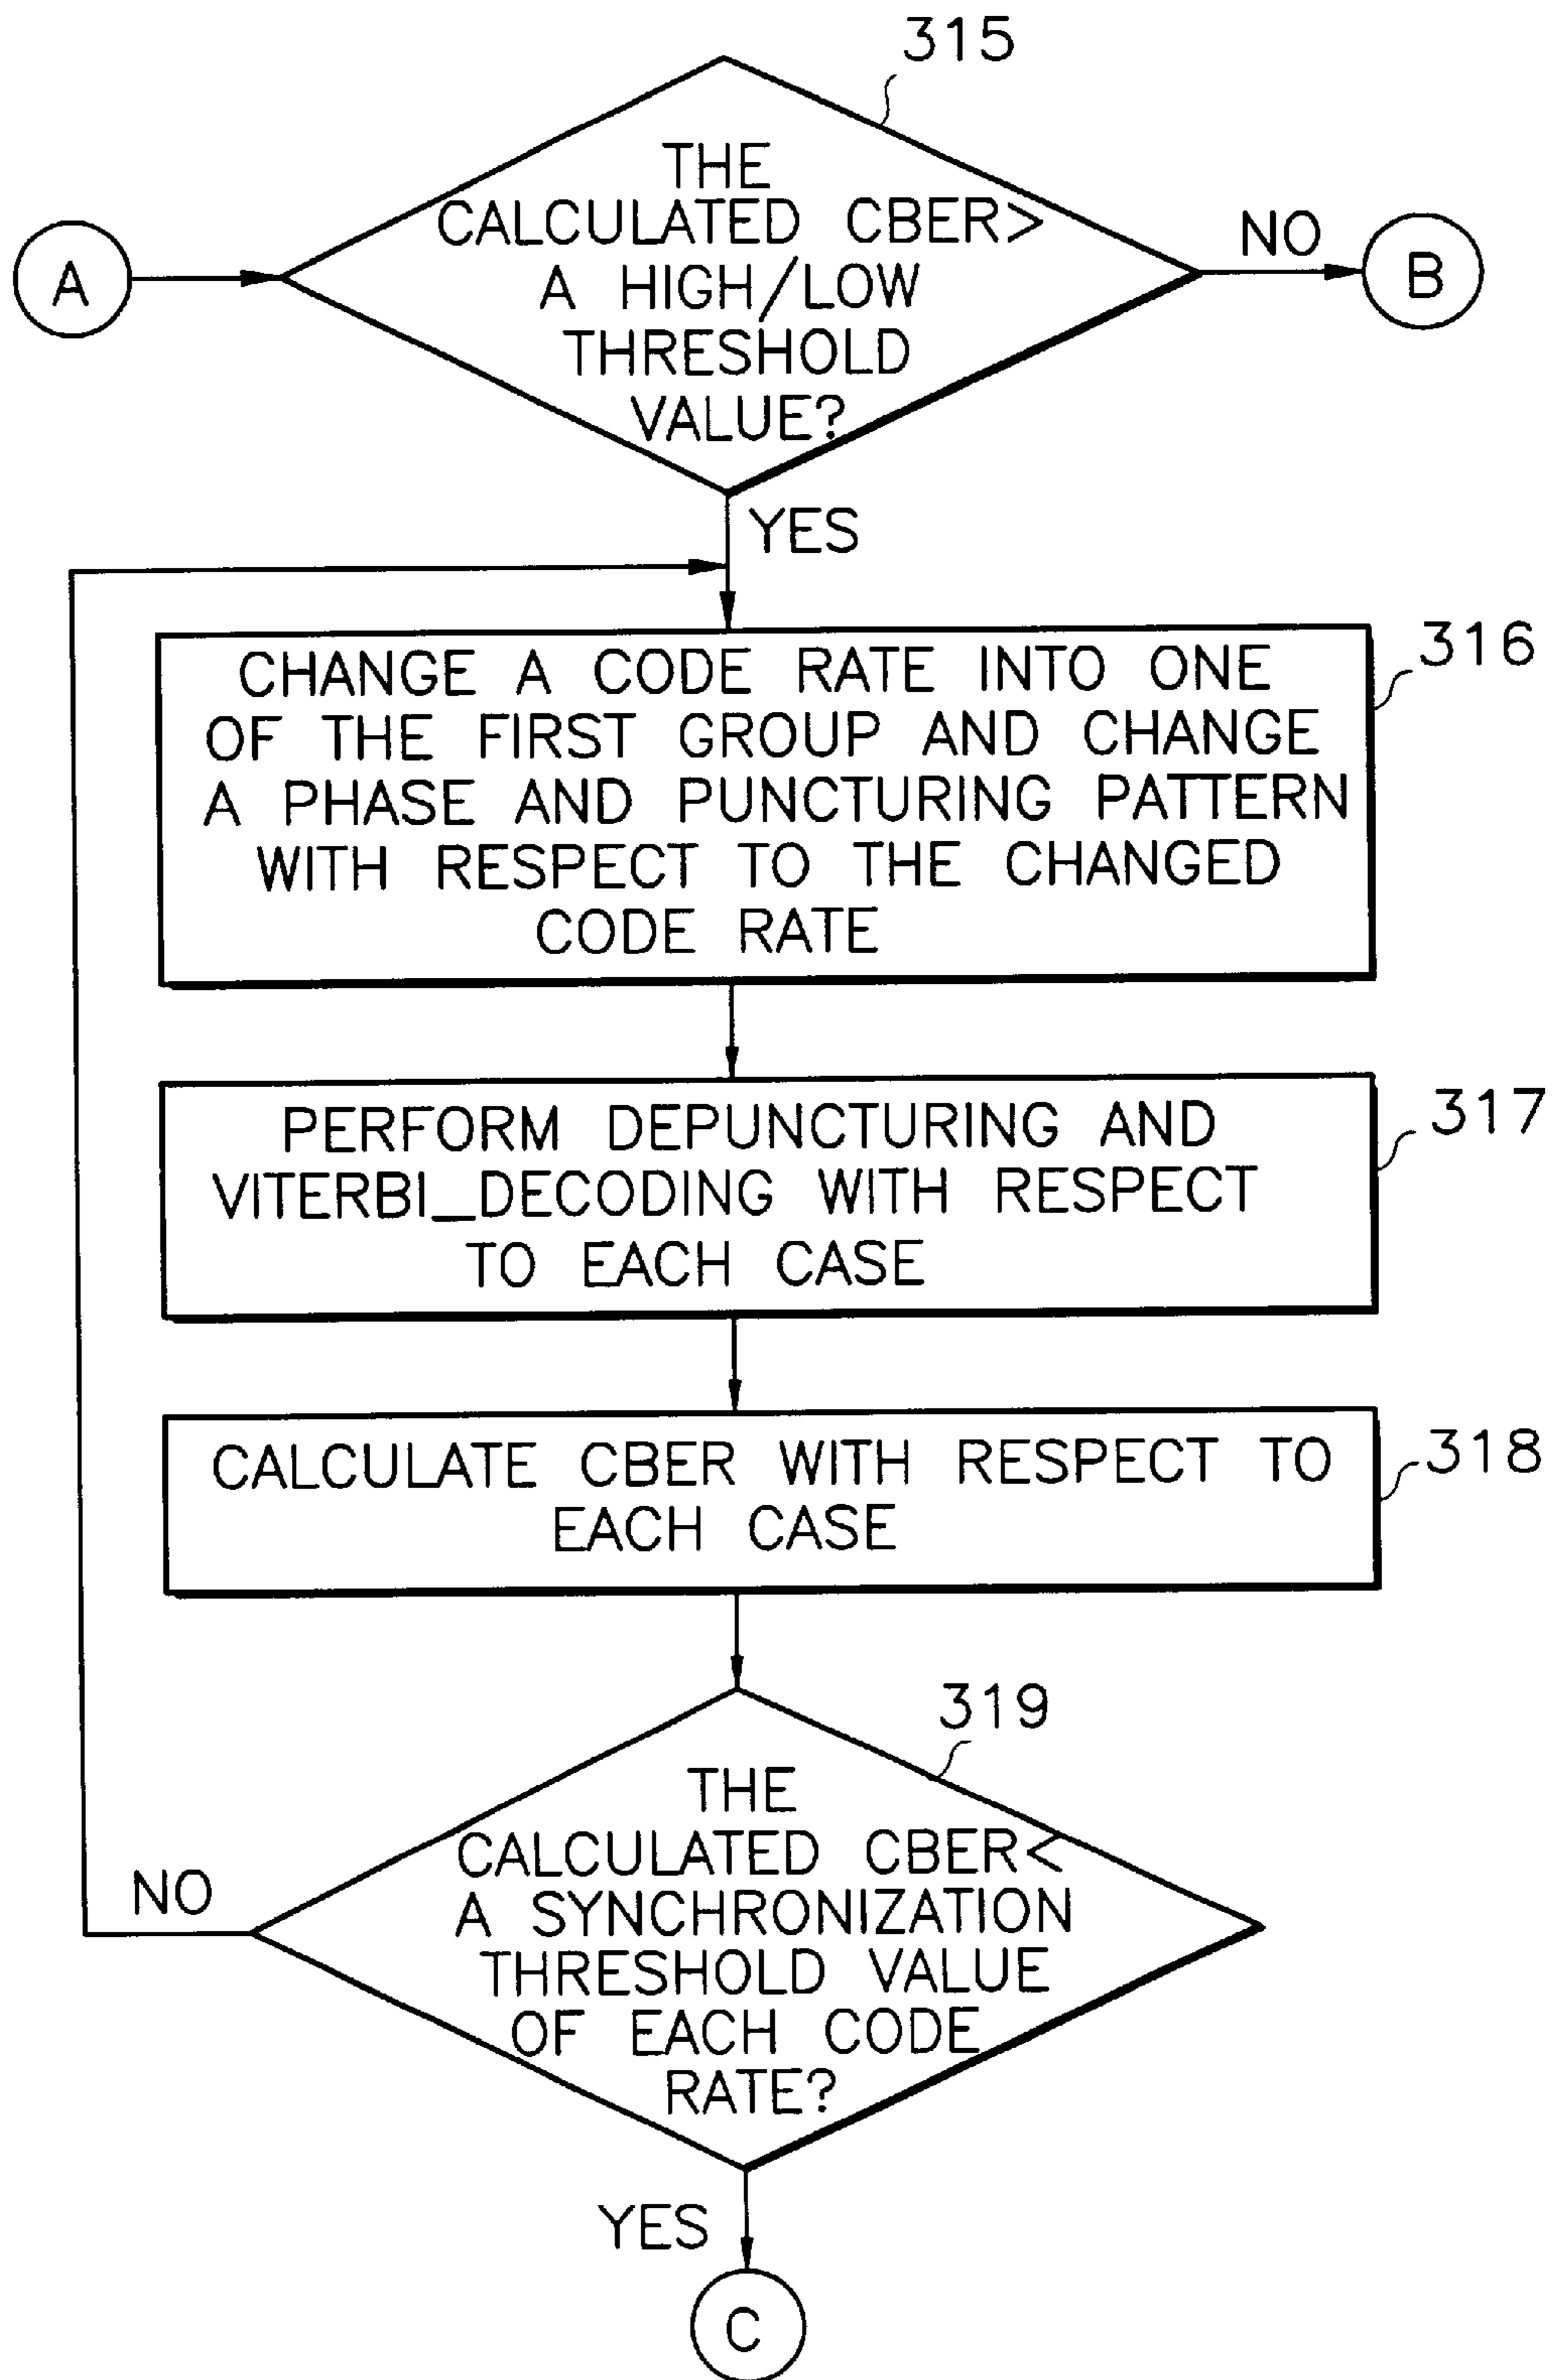 315
THE
CALCULATED CBER>
A HIGH/LOW
THRESHOLD
VALUE?
A
NO
B
YES
316
CHANGE A CODE RATE INTO ONE
OF THE FIRST GROUP AND CHANGE
A PHASE AND PUNCTURING PATTERN
WITH RESPECT TO THE CHANGED
CODE RATE
317
PERFORM DEPUNCTURING AND
VITERBI_DECODING WITH RESPECT
TO EACH CASE
318
CALCULATE CBER WITH RESPECT TO
EACH CASE
319
THE
CALCULATED CBER<
A SYNCHRONIZATION
THRESHOLD VALUE
OF EACH CODE
RATE?
NO
YES
C